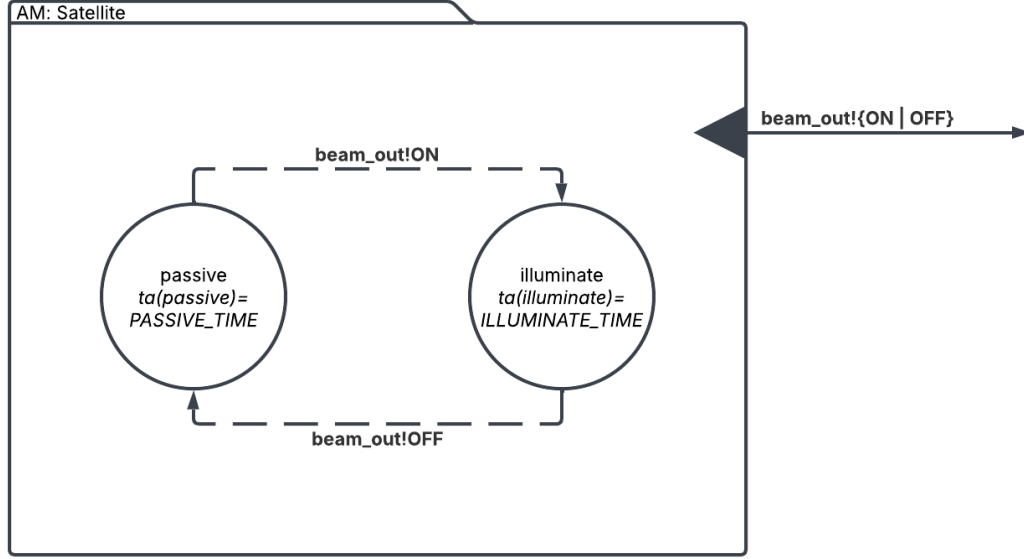 AM: Satellite
beam_out!{ON | OFF}
beam_out!ON
passive
ta(passive)=
PASSIVE_TIME
illuminate
ta(illuminate)=
ILLUMINATE_TIME
beam_out!OFF